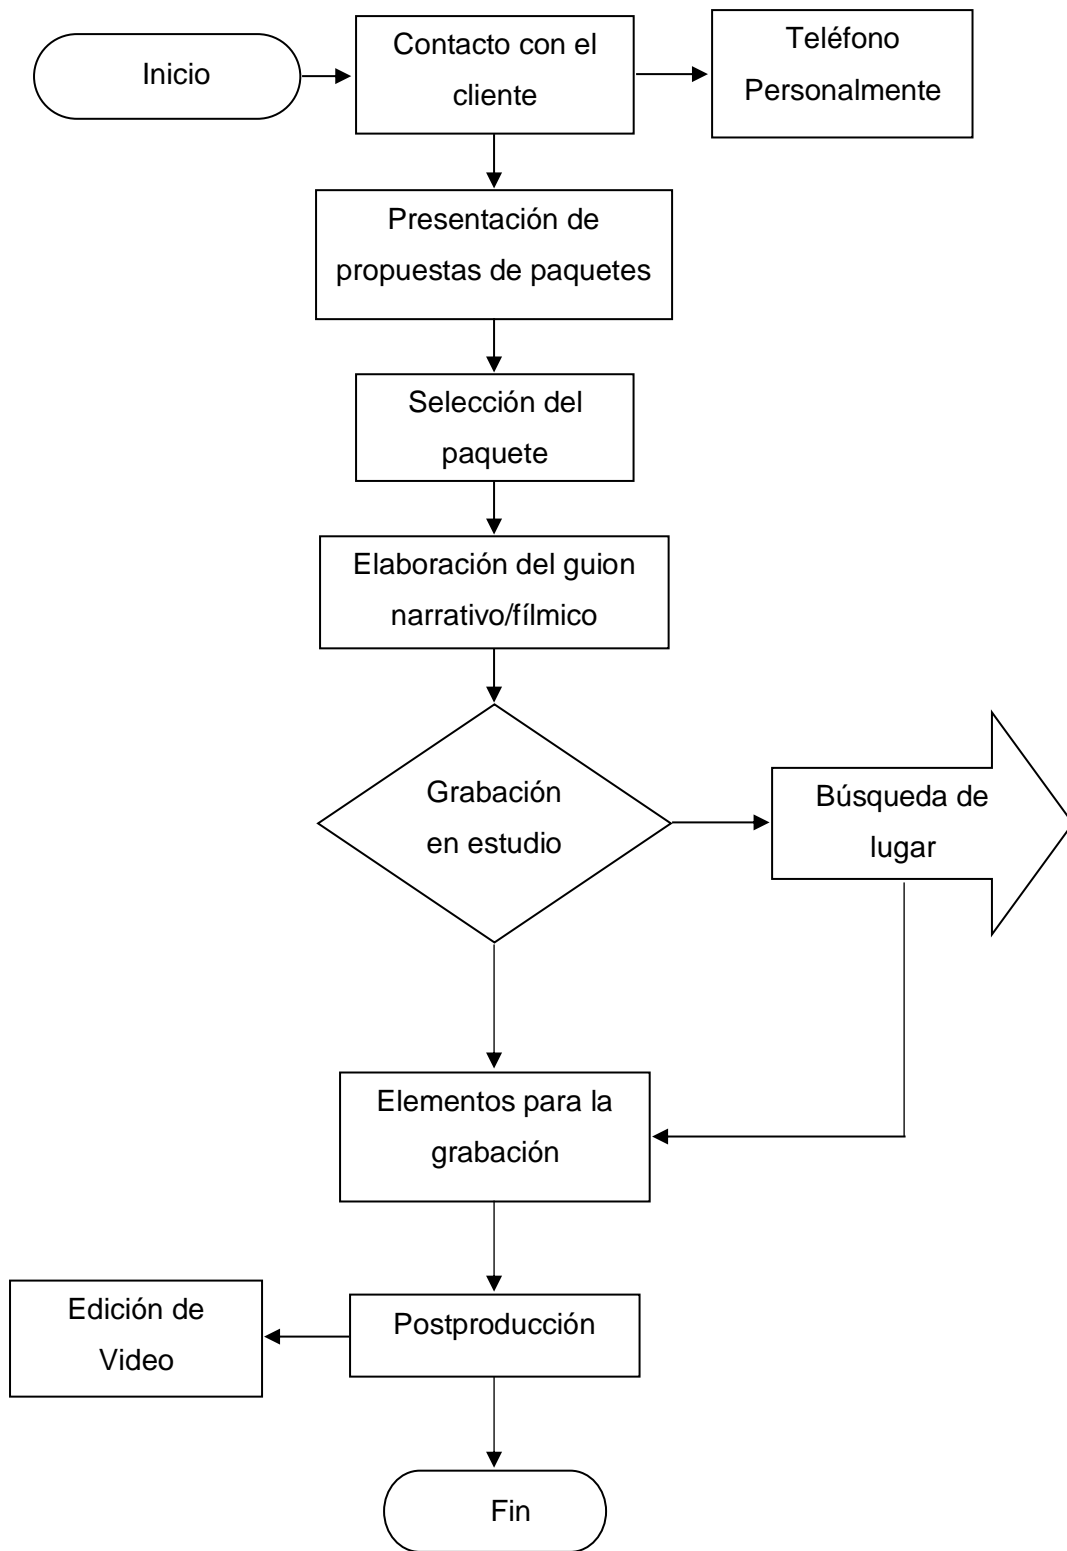 Inicio
Contacto con el
cliente
Teléfono
Personalmente
Presentación de
propuestas de paquetes
Selección del
paquete
Elaboración del guion
narrativo/fílmico
Grabación
en estudio
Búsqueda de
lugar
Elementos para la
grabación
Edición de
Video
Postproducción
Fin